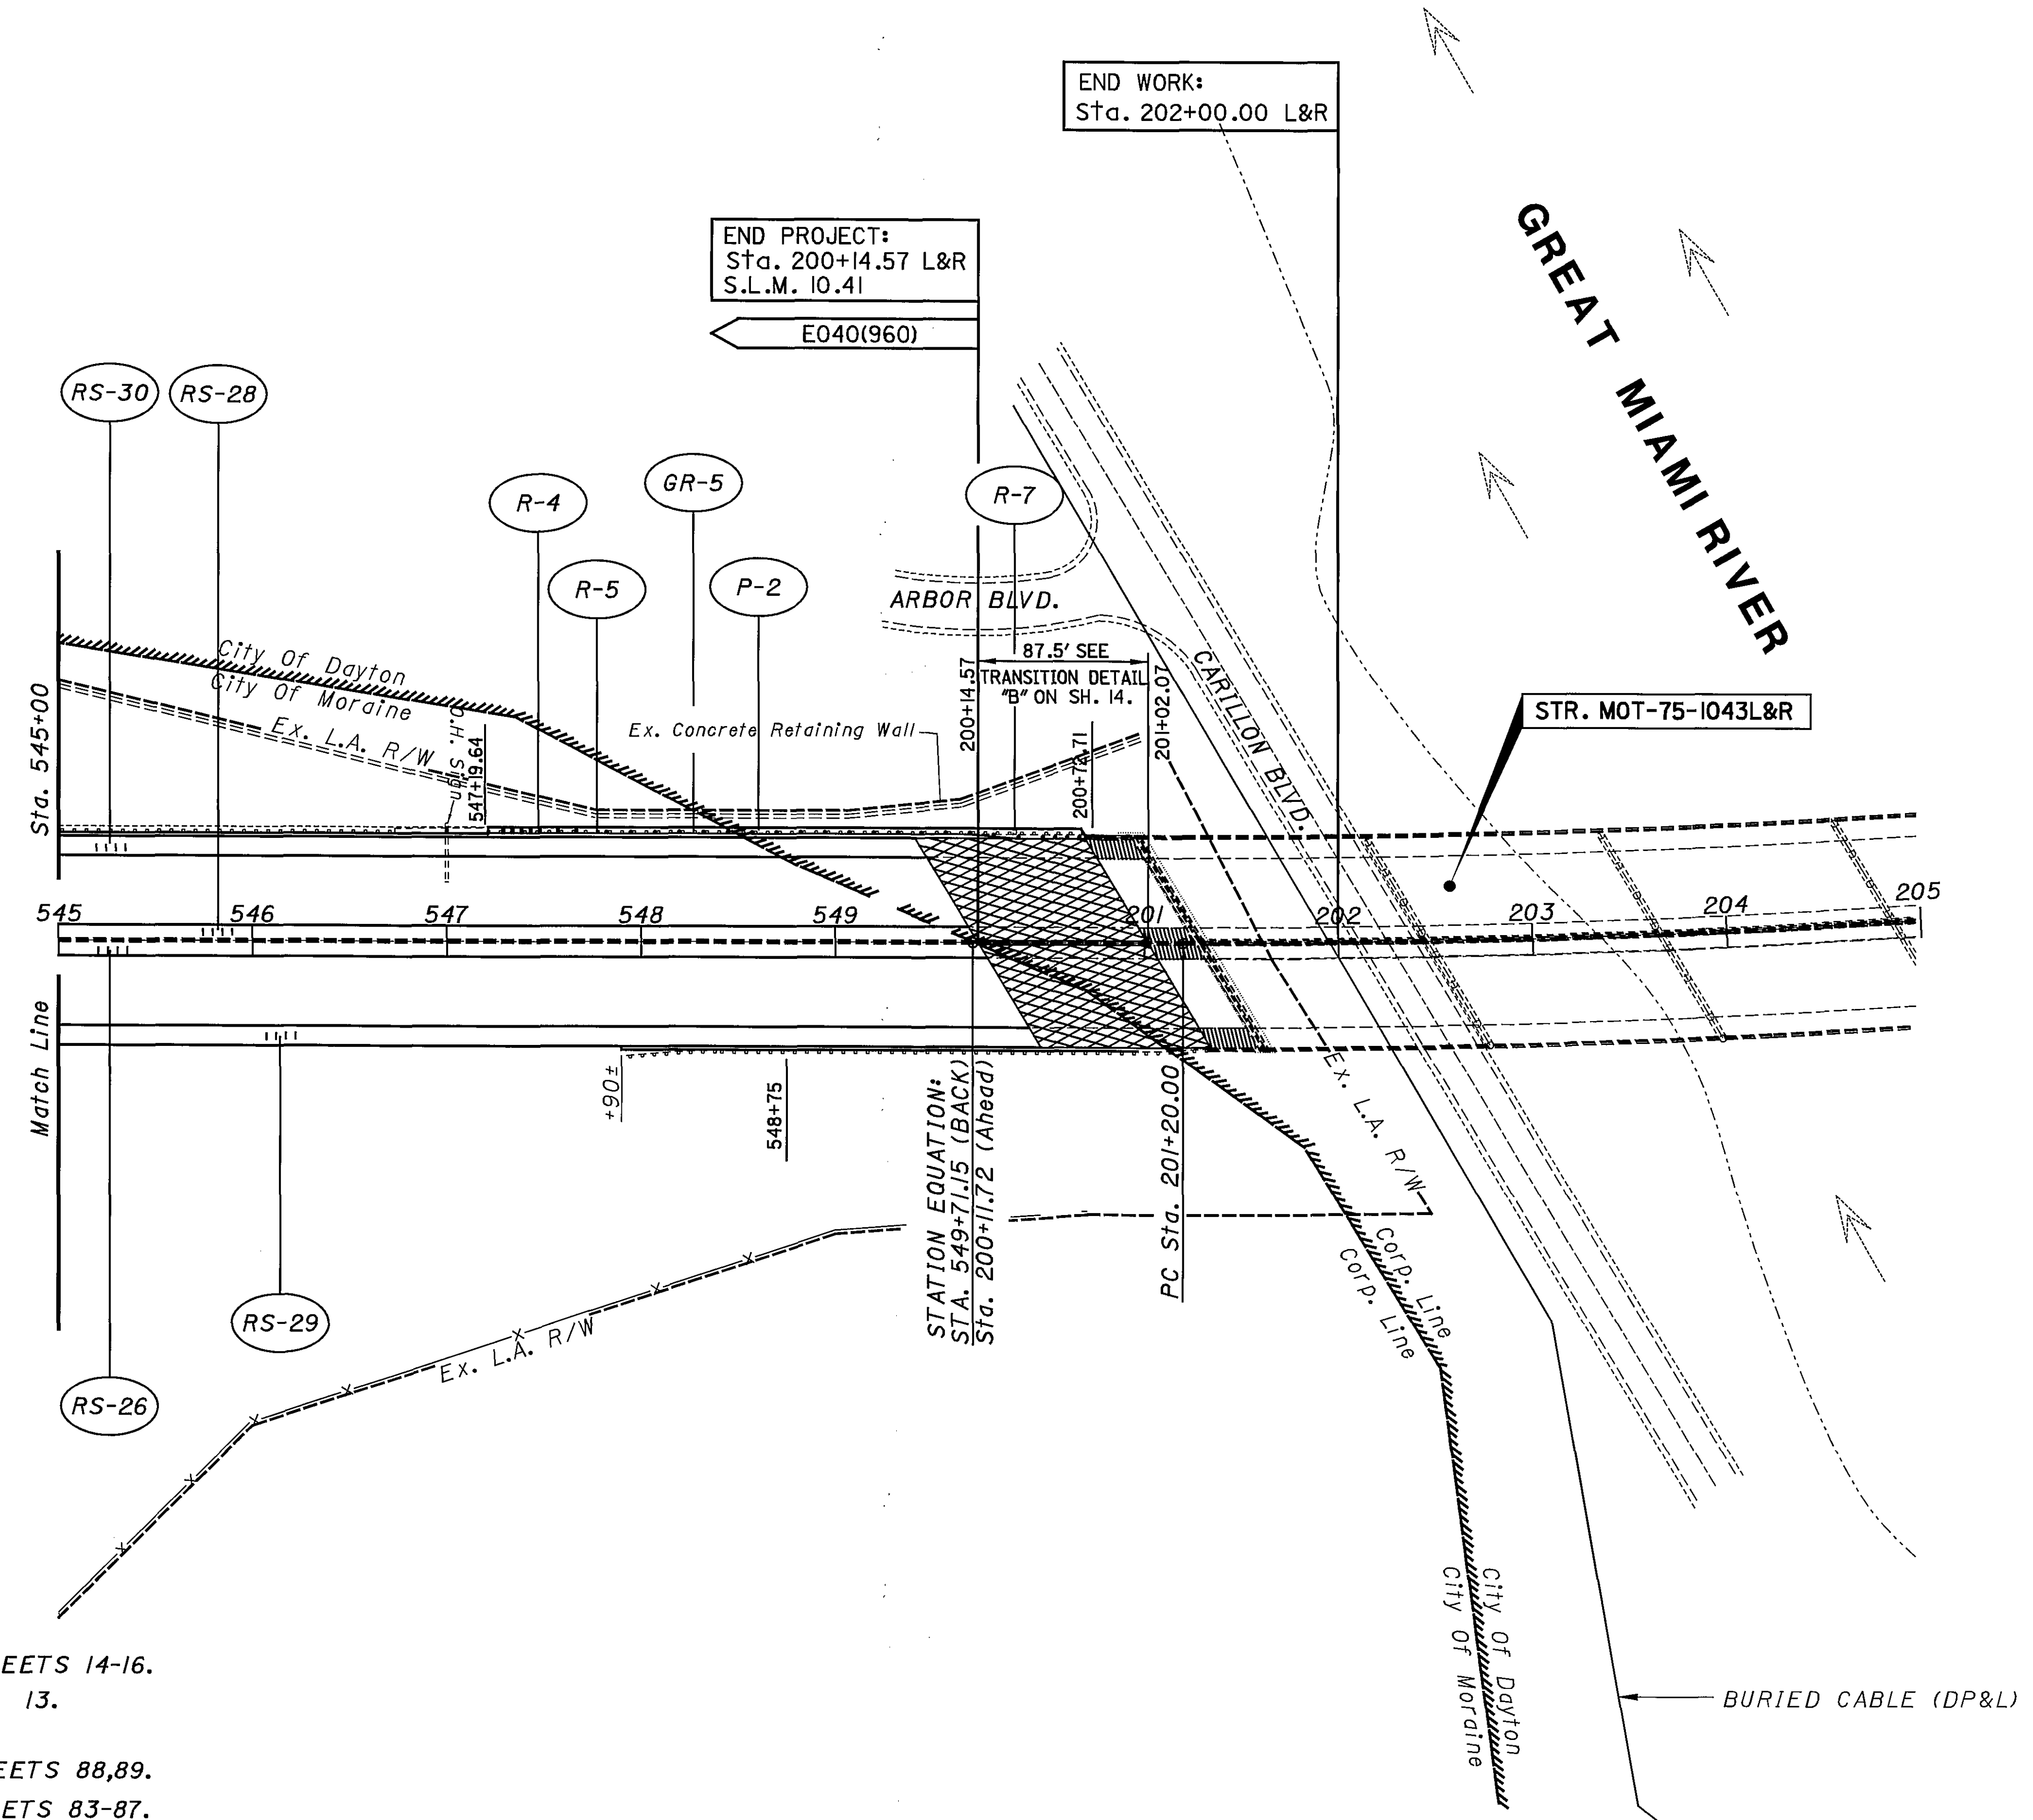 END WORK:
Sta. 202+00.00 L&R
END PROJECT:
Sta. 200+14.57 L&R
S.L.M. 10.41
E040(960)
GREAT MIAMI RIVER
RS-30
RS-28
R-4
GR-5
R-7
R-5
P-2
ARBOR BLVD.
87.5' SEE
TRANSITION DETAIL
"B" ON SH. 14.
200+14.57
200+72.71
201+02.07
CARILLON BLVD.
STR. MOT-75-1043L&R
City Of Dayton
City Of Moraine
Ex. L.A. R/W
O.H. Sign
547+19.64
Ex. Concrete Retaining Wall
Sta. 545+00
Match Line
545
546
547
548
549
201
202
203
204
205
+90±
548+75
STATION EQUATION:
STA. 549+71.15 (BACK)
Sta. 200+11.72 (Ahead)
PC Sta. 201+20.00
Ex. L.A. R/W
RS-29
RS-26
Ex. L.A. R/W
Corp. Line
Corp. Line
City Of Dayton
City Of Moraine
BURIED CABLE (DP&L)
EETS 14-16.
13.
EETS 88,89.
ETS 83-87.